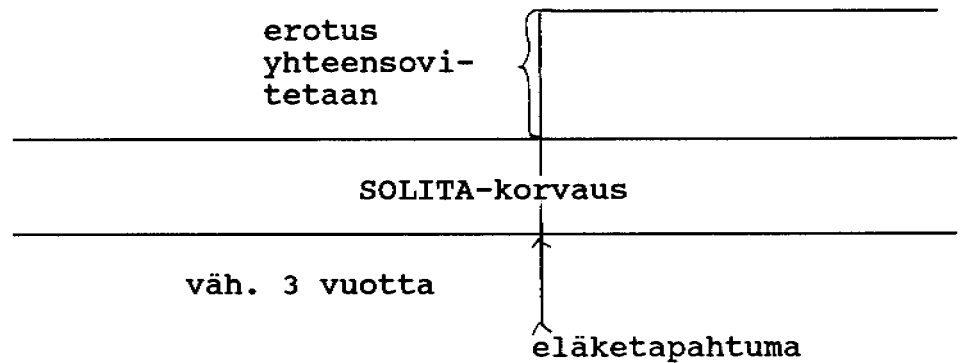 erotus
yhteensovi-
tetaan
SOLITA-korvaus
väh. 3 vuotta
eläketapahtuma